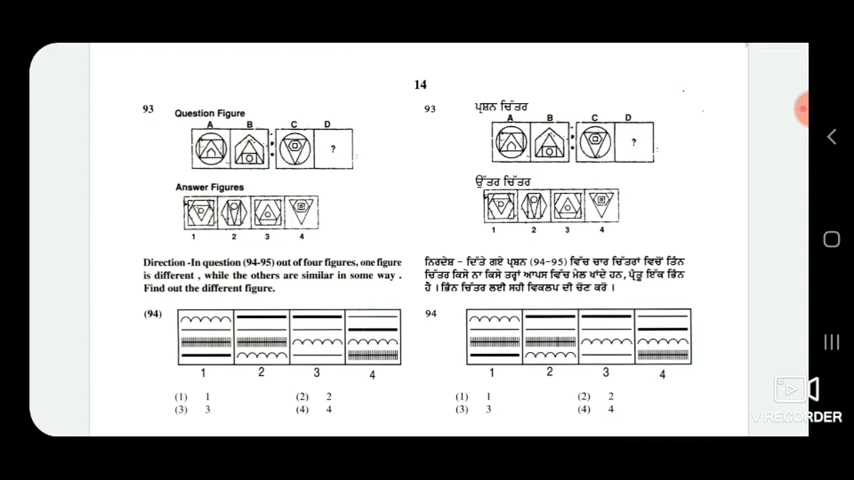 14
93
Question Figure
A B C D
?
Answer Figures
1 2 3 4
Direction -In question (94-95) out of four figures, one figure
is different , while the others are similar in some way .
Find out the different figure.
(94)
1 2 3 4
(1) 1 (2) 2
(3) 3 (4) 4
93
ਪ੍ਰਸ਼ਨ ਚਿੱਤਰ
A B C D
?
ਉੱਤਰ ਚਿੱਤਰ
1 2 3 4
ਨਿਰਦੇਸ਼ - ਦਿੱਤੇ ਗਏ ਪ੍ਰਸ਼ਨ (94-95) ਵਿੱਚ ਚਾਰ ਚਿੱਤਰਾਂ ਵਿਚੋਂ ਤਿੰਨ
ਚਿੱਤਰ ਕਿਸੇ ਨਾ ਕਿਸੇ ਤਰ੍ਹਾਂ ਆਪਸ ਵਿੱਚ ਮੇਲ ਖਾਂਦੇ ਹਨ, ਪ੍ਰੰਤੂ ਇੱਕ ਭਿੰਨ
ਹੈ । ਭਿੰਨ ਚਿੱਤਰ ਲਈ ਸਹੀ ਵਿਕਲਪ ਦੀ ਚੋਣ ਕਰੋ ।
94
1 2 3 4
(1) 1 (2) 2
(3) 3 (4) 4
V RECORDER